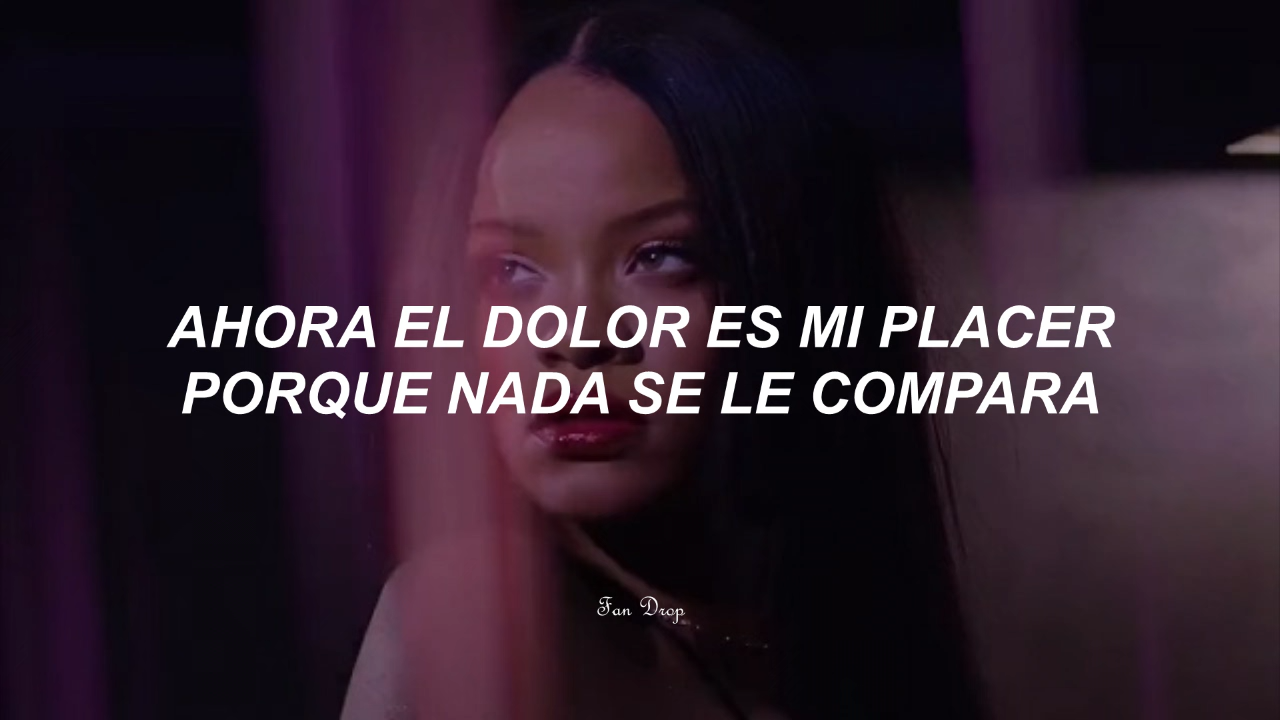 AHORA EL DOLOR ES MI PLACER
PORQUE NADA SE LE COMPARA
Fan Drop